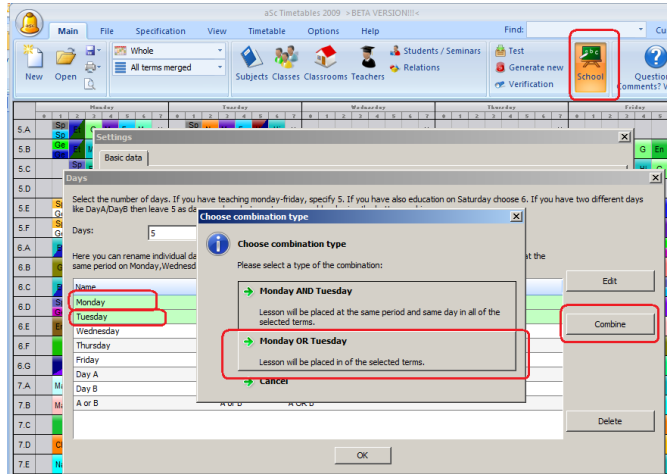 aSc Timetables 2009 >BETA VERSION!!!<
Main File Specification View Timetable Options Help Find: Cu
New
Open
Whole
All terms merged
Subjects Classes Classrooms Teachers
Students / Seminars
Relations
Test
Generate new
Verification
School
Monday Tuesday Wednesday Thursday Friday
5.A
5.B
5.C
5.D
5.E
5.F
6.A
6.B
6.C
6.D
6.E
6.F
6.G
7.A
7.B
7.C
7.D
7.E
Settings
Basic data
Days
Select the number of days. If you have teaching monday-friday, specify 5. If you have also education on Saturday choose 6. If you have two different days
like DayA/DayB then leave 5 as
Days: 5
Here you can rename individual
same period on Monday,Wednesd
at the
Name
Monday
Tuesday
Wednesday
Thursday
Friday
Day A
Day B
A or B A or B A OR B
Edit
Combine
Delete
OK
Choose combination type
Choose combination type
Please select a type of the combination:
Monday AND Tuesday
Lesson will be placed at the same period and same day in all of the
selected terms.
Monday OR Tuesday
Lesson will be placed in of the selected terms.
Cancel